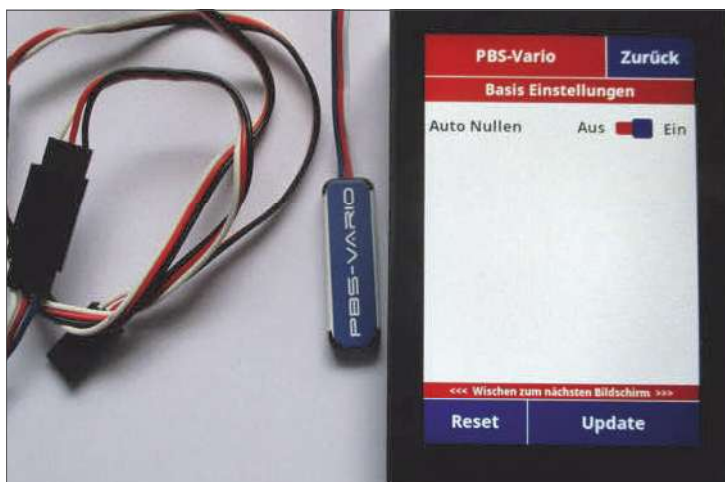 PBS-VARIO
PBS-Vario Zurück
Basis Einstellungen
Auto Nullen Aus Ein
<<< Wischen zum nächsten Bildschirm >>>
Reset Update